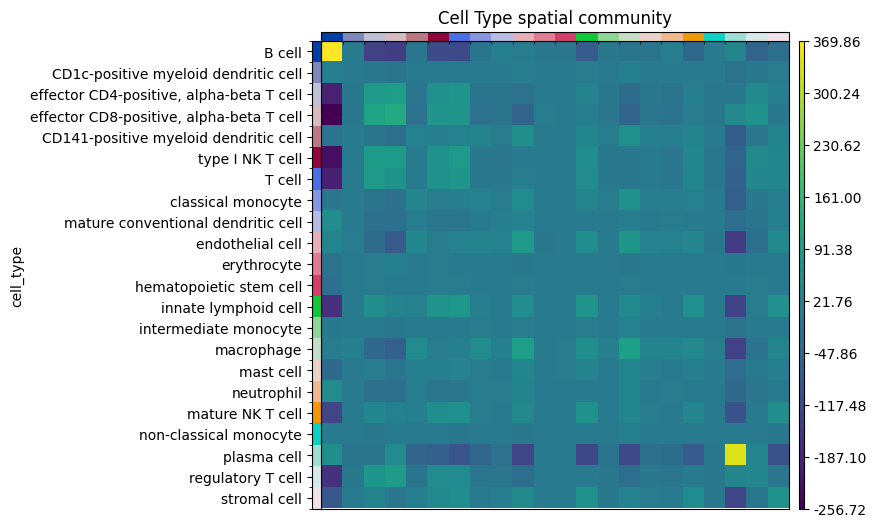 Cell Type spatial community
B cell
CD1c-positive myeloid dendritic cell
effector CD4-positive, alpha-beta T cell
effector CD8-positive, alpha-beta T cell
CD141-positive myeloid dendritic cell
type I NK T cell
T cell
classical monocyte
mature conventional dendritic cell
endothelial cell
erythrocyte
hematopoietic stem cell
innate lymphoid cell
intermediate monocyte
macrophage
mast cell
neutrophil
mature NK T cell
non-classical monocyte
plasma cell
regulatory T cell
stromal cell
cell_type
369.86
300.24
230.62
161.00
91.38
21.76
-47.86
-117.48
-187.10
-256.72